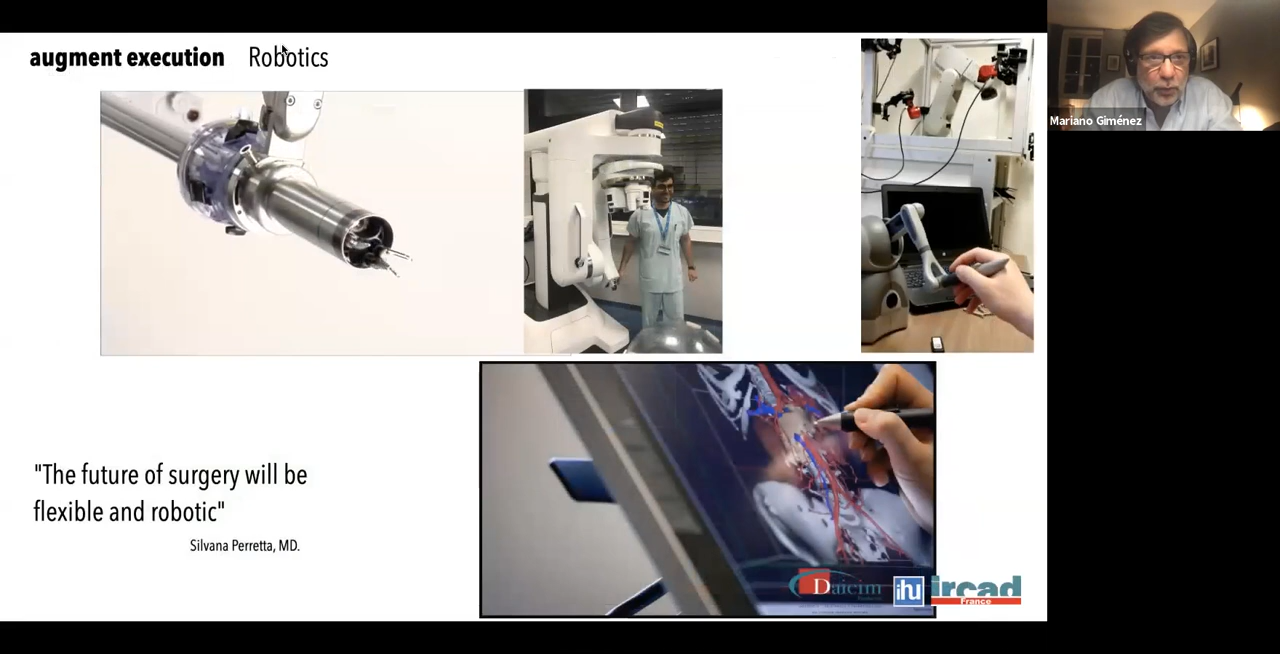 augment execution Robotics
Mariano Giménez
"The future of surgery will be
flexible and robotic"
Silvana Perretta, MD.
Daicim
ihu
ircad
France